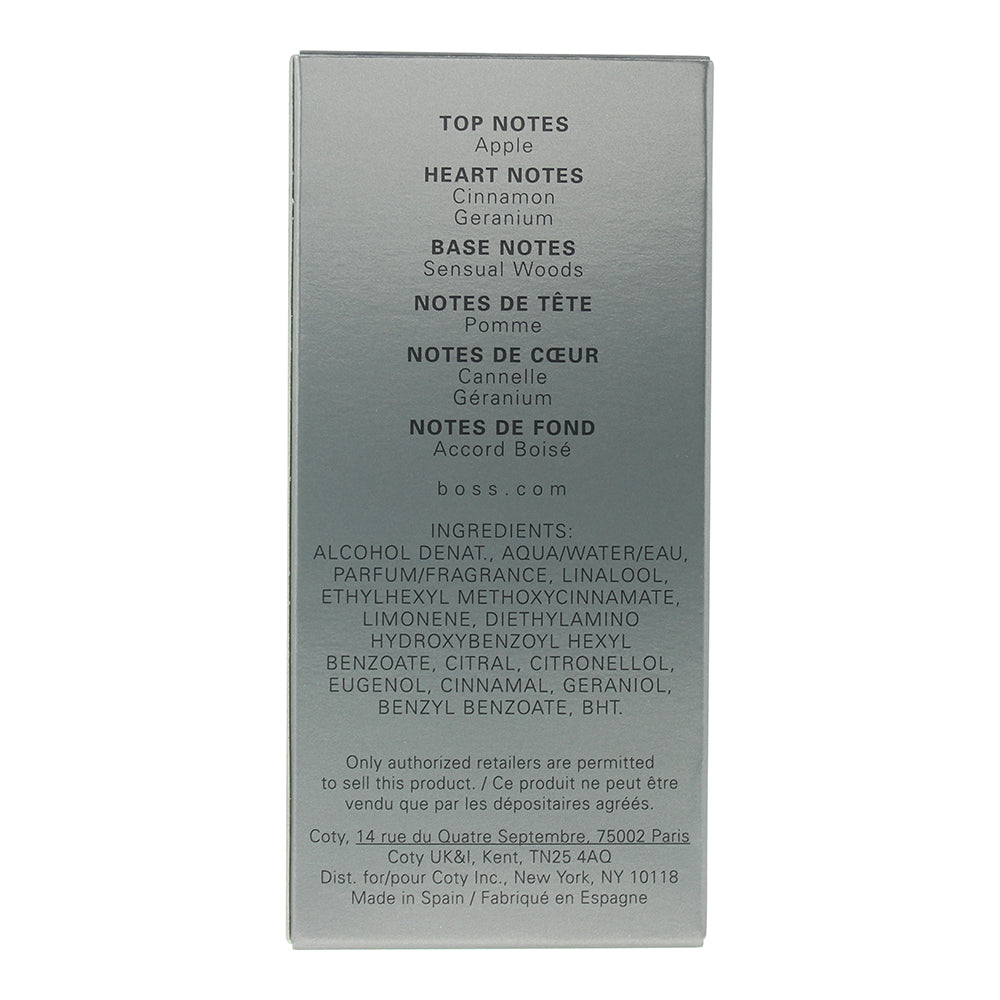 TOP NOTES
Apple
HEART NOTES
Cinnamon
Geranium
BASE NOTES
Sensual Woods
NOTES DE TÊTE
Pomme
NOTES DE CŒUR
Cannelle
Géranium
NOTES DE FOND
Accord Boisé
boss.com
INGREDIENTS:
ALCOHOL DENAT., AQUA/WATER/EAU,
PARFUM/FRAGRANCE, LINALOOL,
ETHYLHEXYL METHOXYCINNAMATE,
LIMONENE, DIETHYLAMINO
HYDROXYBENZOYL HEXYL
BENZOATE, CITRAL, CITRONELLOL,
EUGENOL, CINNAMAL, GERANIOL,
BENZYL BENZOATE, BHT.
Only authorized retailers are permitted
to sell this product. / Ce produit ne peut être
vendu que par les dépositaires agréés.
Coty, 14 rue du Quatre Septembre, 75002 Paris
Coty UK&I, Kent, TN25 4AQ
Dist. for/pour Coty Inc., New York, NY 10118
Made in Spain / Fabriqué en Espagne